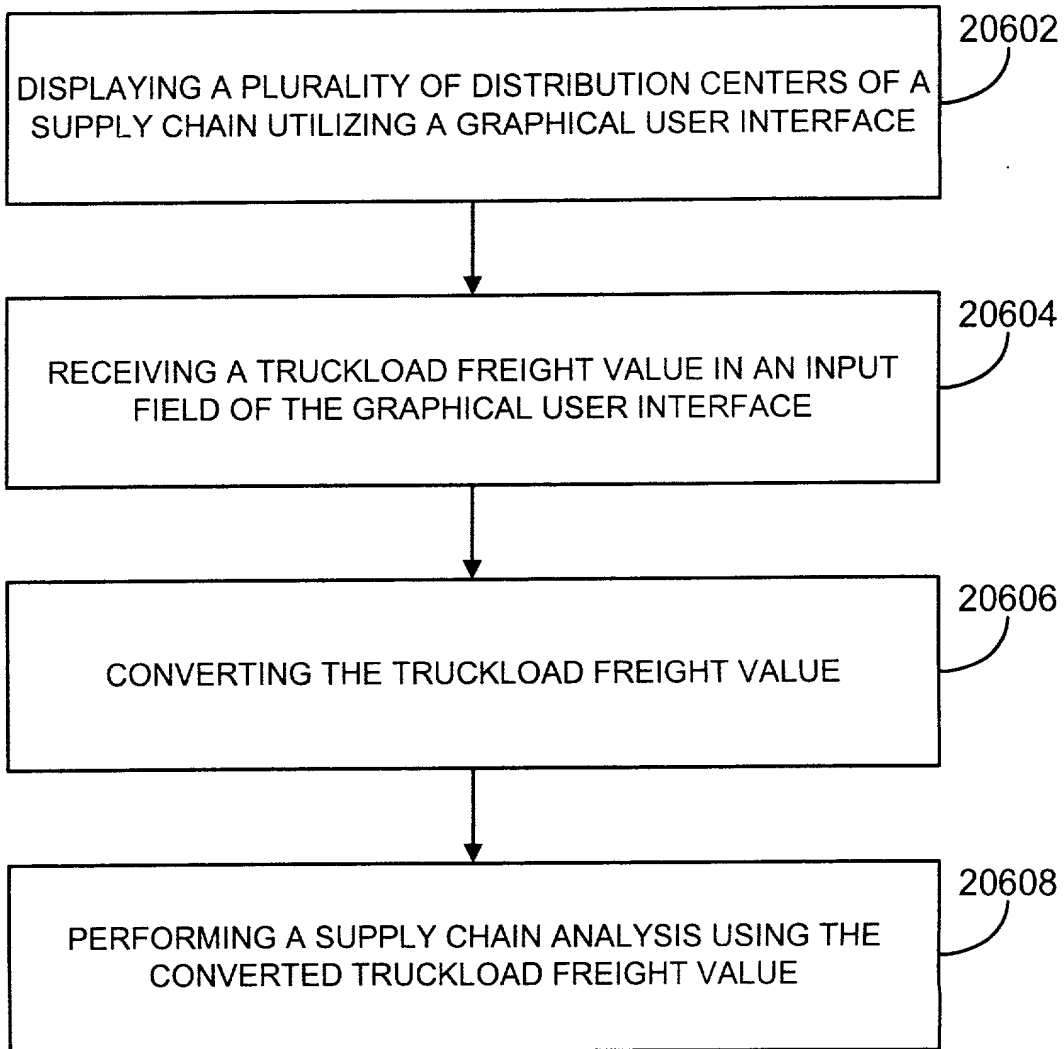 20602
DISPLAYING A PLURALITY OF DISTRIBUTION CENTERS OF A
SUPPLY CHAIN UTILIZING A GRAPHICAL USER INTERFACE
20604
RECEIVING A TRUCKLOAD FREIGHT VALUE IN AN INPUT
FIELD OF THE GRAPHICAL USER INTERFACE
20606
CONVERTING THE TRUCKLOAD FREIGHT VALUE
20608
PERFORMING A SUPPLY CHAIN ANALYSIS USING THE
CONVERTED TRUCKLOAD FREIGHT VALUE